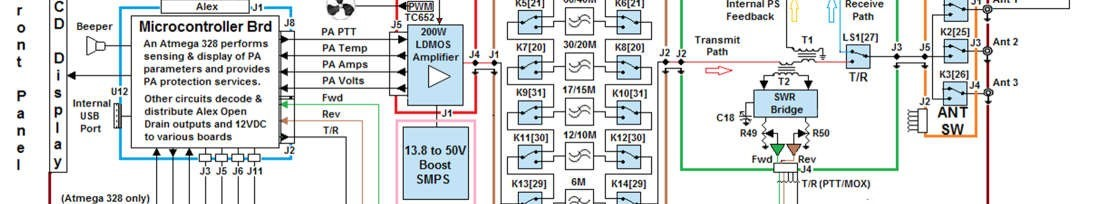 ront Panel
CD Display
Alex
J1
Beeper
Microcontroller Brd
An Atmega 328 performs
sensing & display of PA
parameters and provides
PA protection services.
Other circuits decode &
distribute Alex Open
Drain outputs and 12VDC
to various boards
U12
Internal
USB
Port
(Atmega 328 only)
J3
J5
J6
J11
J8
J2
PA PTT
PA Temp
PA Amps
PA Volts
Fwd
Rev
T/R
PWM
TC652
J5
200W
LDMOS
Amplifier
J1
13.8 to 50V
Boost
SMPS
J4
J1
K5[21]
K6[21]
K7[20]
30/20M
K8[20]
K9[31]
17/15M
K10[31]
K11[30]
12/10M
K12[30]
K13[29]
6M
K14[29]
J2
J2
Transmit
Path
Internal PS
Feedback
Receive
Path
T1
T2
LS1[27]
T/R
SWR
Bridge
C18
R49
R50
Fwd
Rev
J4
T/R (PTT/MOX)
J3
J5
J1
Ant 1
K2[25]
J3
Ant 2
K3[26]
J4
Ant 3
J2
ANT
SW